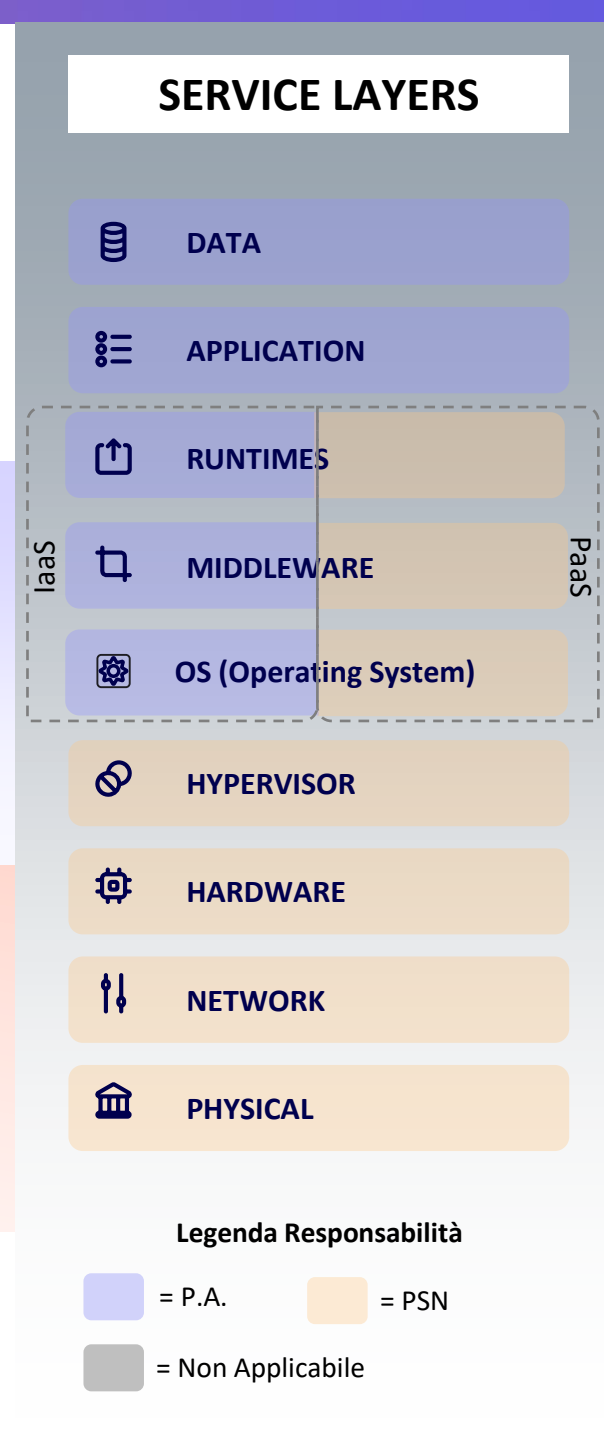 SERVICE LAYERS
DATA
APPLICATION
RUNTIMES
IaaS
MIDDLEWARE
PaaS
OS (Operating System)
HYPERVISOR
HARDWARE
NETWORK
PHYSICAL
Legenda Responsabilità
= P.A.
= PSN
= Non Applicabile